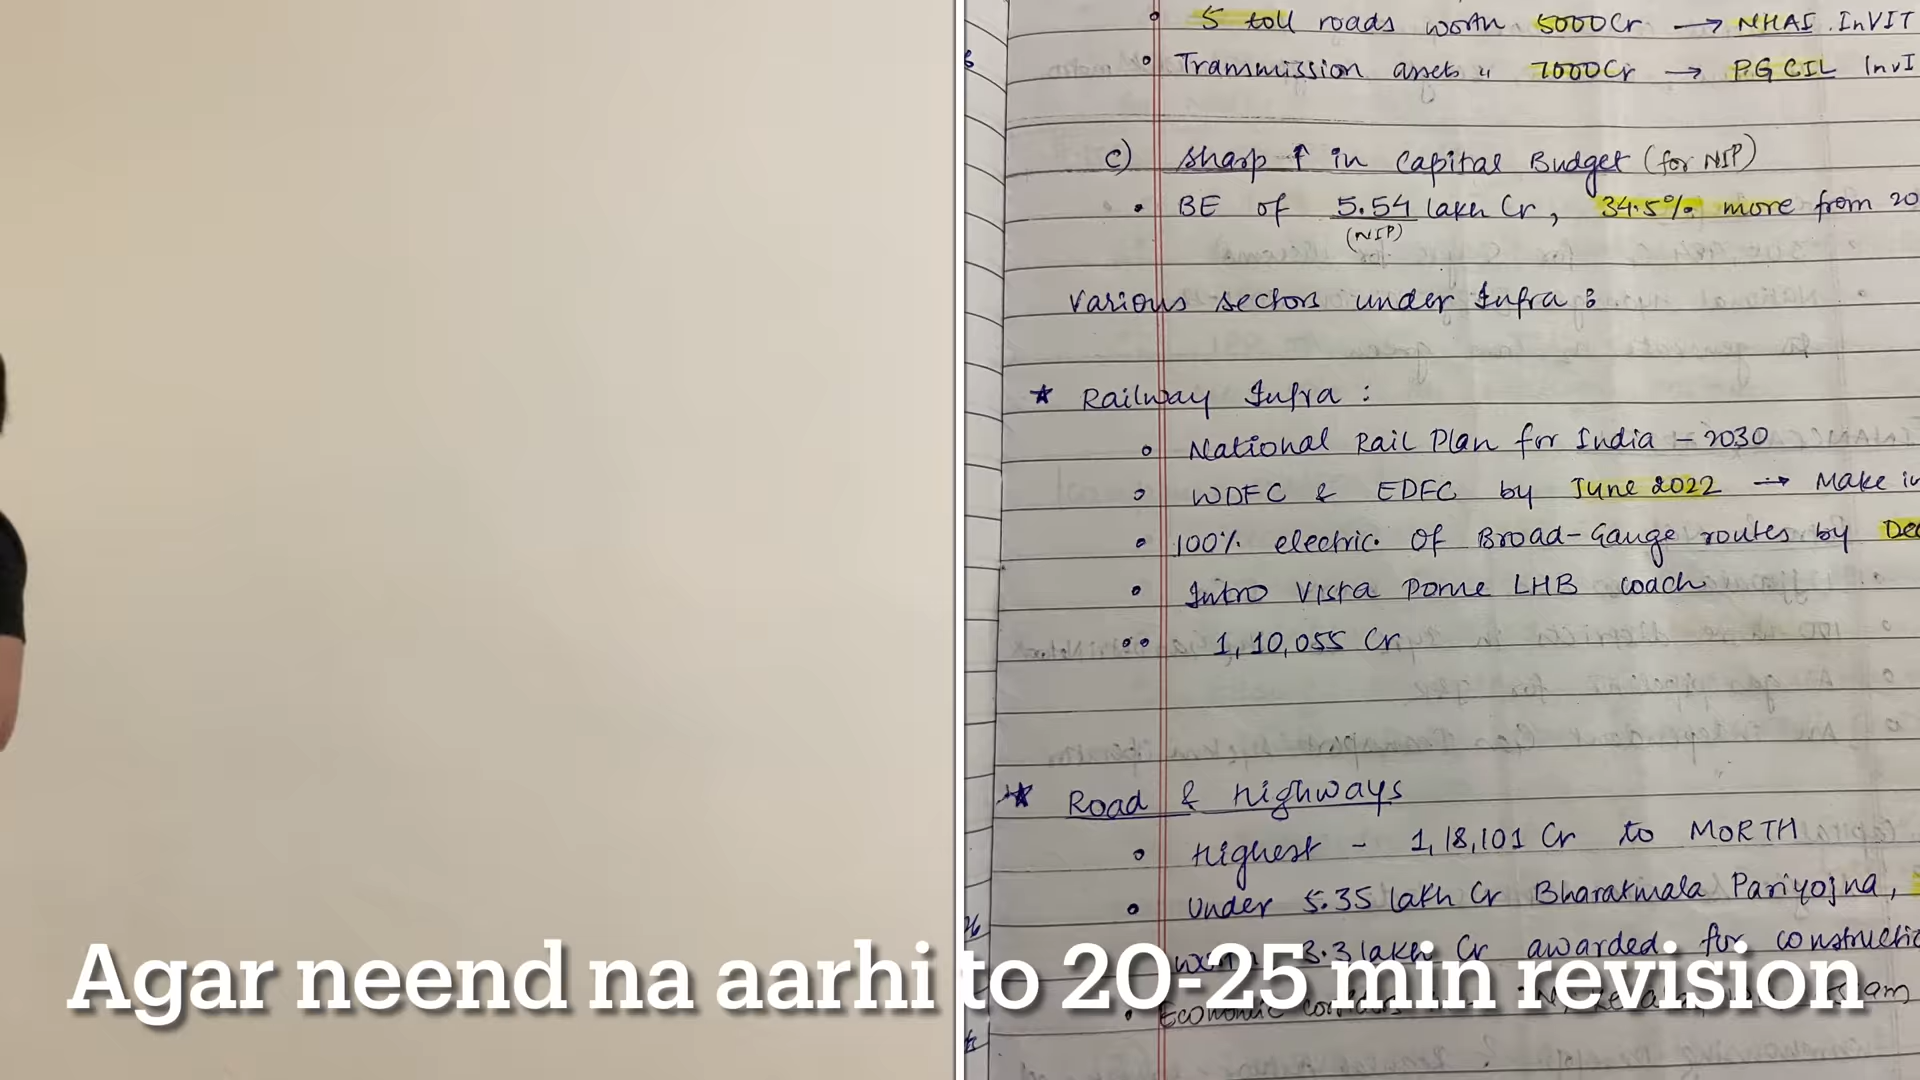 5 toll roads worth 5000Cr → NHAI InVIT
Transmission assets " 7000Cr → PGCIL InvI
c) sharp ↑ in capital Budget (for NIP)
BE of 5.54 lakh Cr, 34.5% more from 20
(NIP)
Various sectors under Infra :
★ Railway Infra :
National Rail Plan for India - 2030
WDFC & EDFC by June 2022 → Make in
100% electric. of Broad-Gauge routes by Dec
Intro Vista Dome LHB coach
1,10,055 Cr
★ Road & Highways
Highest - 1,18,101 Cr to MORTH
Under 5.35 lakh Cr Bharatmala Pariyojna,
3.3 lakh Cr awarded for constructio
Agar neend na aarhi to 20-25 min revision
Economic